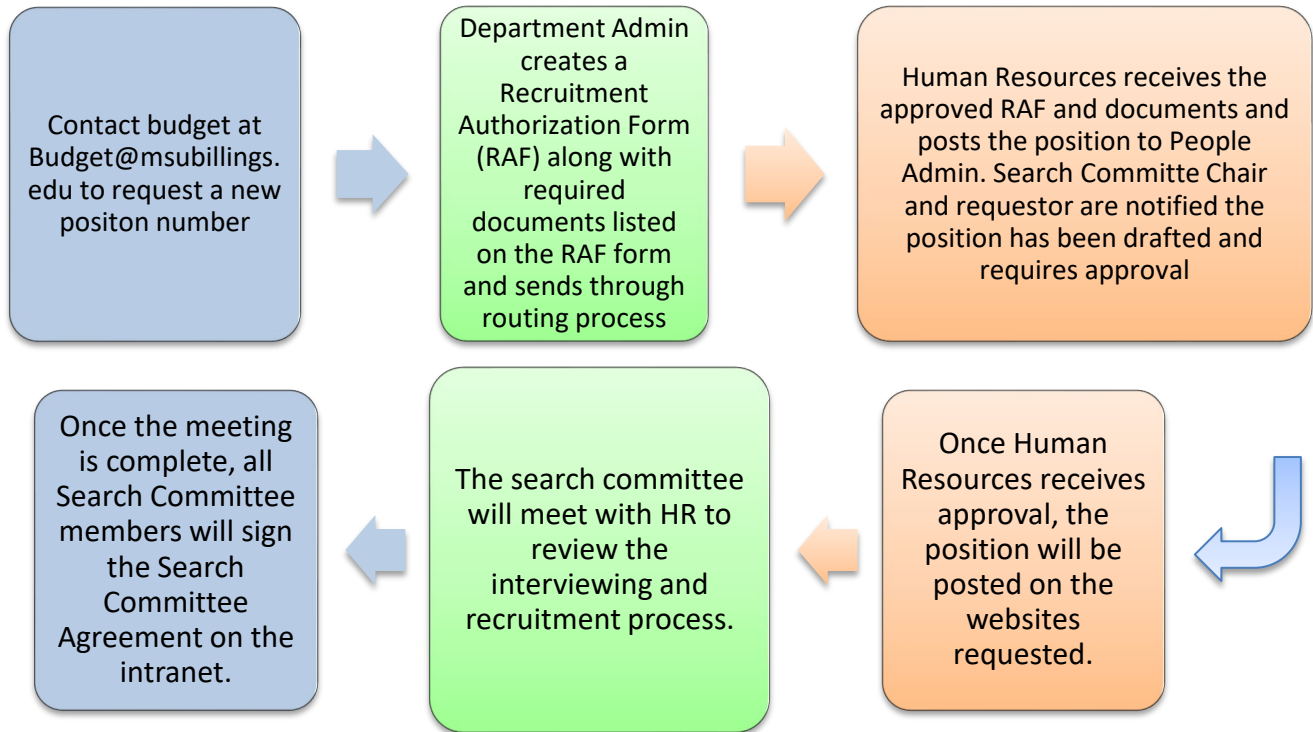 Contact budget at
Budget@msubillings.
edu to request a new
positon number
Department Admin
creates a
Recruitment
Authorization Form
(RAF) along with
required
documents listed
on the RAF form
and sends through
routing process
Human Resources receives the
approved RAF and documents and
posts the position to People
Admin. Search Committe Chair
and requestor are notified the
position has been drafted and
requires approval
Once Human
Resources receives
approval, the
position will be
posted on the
websites
requested.
The search committee
will meet with HR to
review the
interviewing and
recruitment process.
Once the meeting
is complete, all
Search Committee
members will sign
the Search
Committee
Agreement on the
intranet.